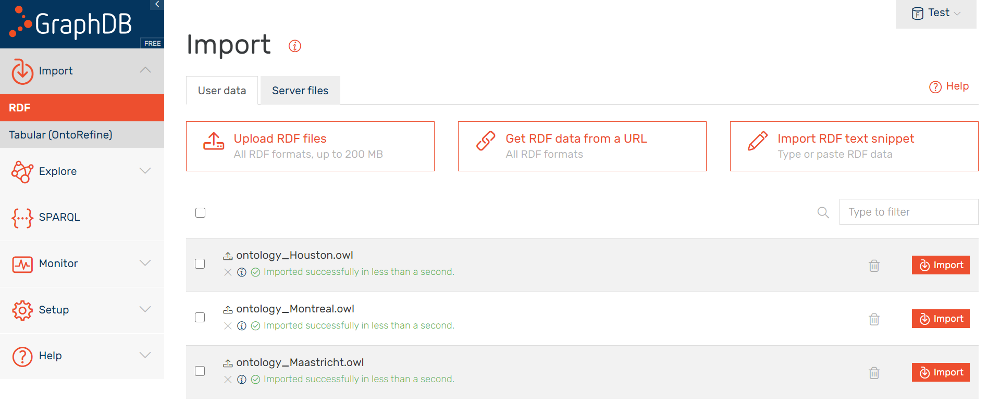 GraphDB
FREE
Import
RDF
Tabular (OntoRefine)
Explore
SPARQL
Monitor
Setup
Help
F Test
Import
User data
Server files
Help
Upload RDF files
All RDF formats, up to 200 MB
Get RDF data from a URL
All RDF formats
Import RDF text snippet
Type or paste RDF data
Type to filter
ontology_Houston.owl
Imported successfully in less than a second.
Import
ontology_Montreal.owl
Imported successfully in less than a second.
Import
ontology_Maastricht.owl
Imported successfully in less than a second.
Import